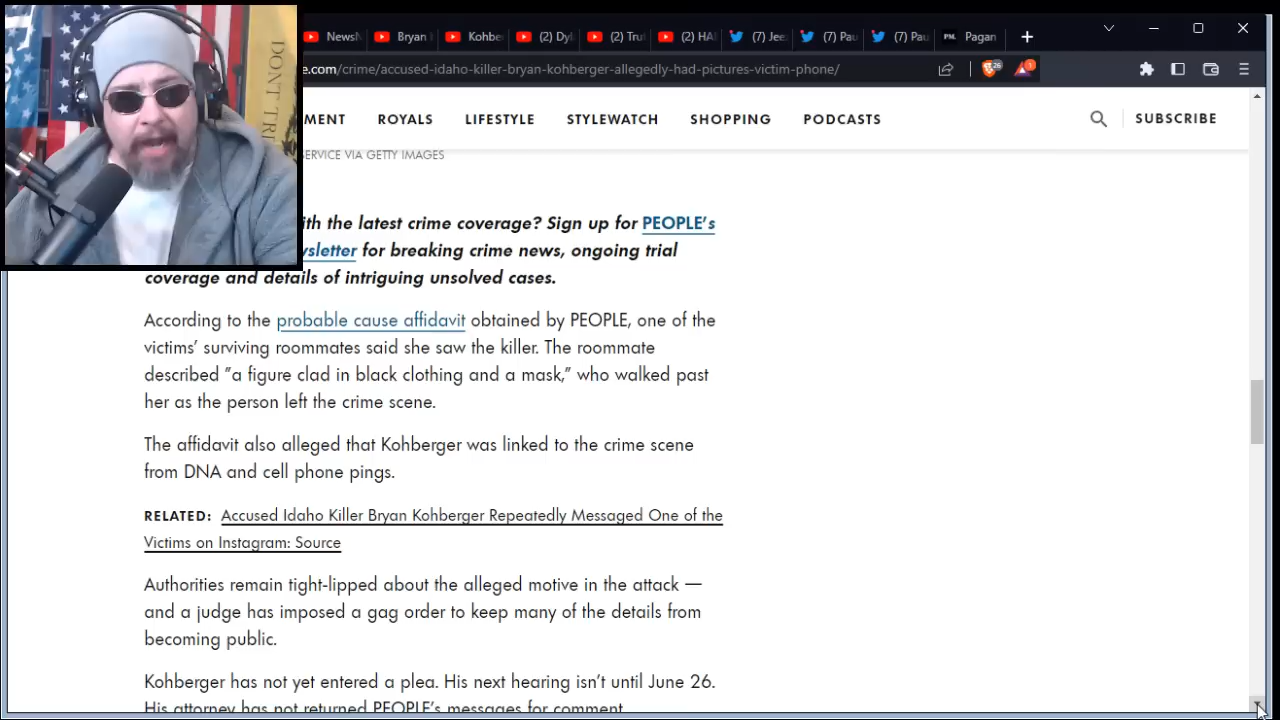 NewsN
Bryan
Kohbe
(2) Dyl
(2) Tru
(2) HA
(7) Jee
(7) Pau
(7) Pau
PNL Pagan
e.com/crime/accused-idaho-killer-bryan-kohberger-allegedly-had-pictures-victim-phone/
MENT ROYALS LIFESTYLE STYLEWATCH SHOPPING PODCASTS SUBSCRIBE
DON'T TRE
SERVICE VIA GETTY IMAGES
ith the latest crime coverage? Sign up for PEOPLE's
wsletter for breaking crime news, ongoing trial
coverage and details of intriguing unsolved cases.
According to the probable cause affidavit obtained by PEOPLE, one of the
victims' surviving roommates said she saw the killer. The roommate
described "a figure clad in black clothing and a mask," who walked past
her as the person left the crime scene.
The affidavit also alleged that Kohberger was linked to the crime scene
from DNA and cell phone pings.
RELATED: Accused Idaho Killer Bryan Kohberger Repeatedly Messaged One of the
Victims on Instagram: Source
Authorities remain tight-lipped about the alleged motive in the attack —
and a judge has imposed a gag order to keep many of the details from
becoming public.
Kohberger has not yet entered a plea. His next hearing isn't until June 26.
His attorney has not returned PEOPLE's messages for comment.